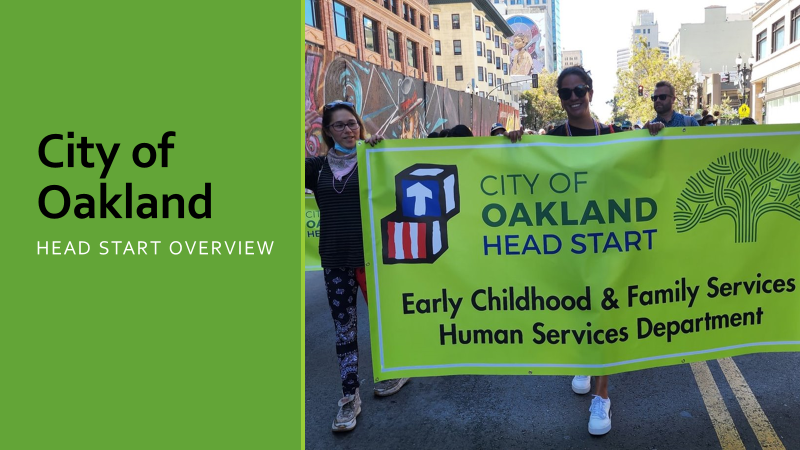 City of
Oakland
HEAD START OVERVIEW
CITY OF
OAKLAND
HEAD START
Early Childhood & Family Services
Human Services Department